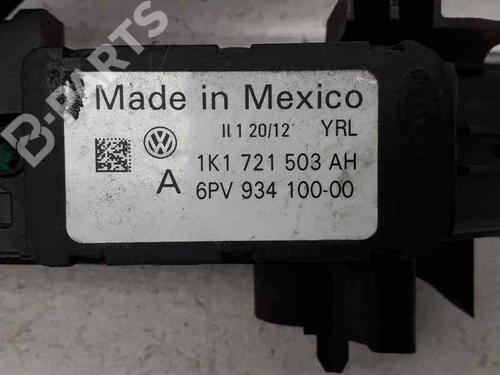 B-PARTS
Made in Mexico
II 1 20/12 YRL
1K1 721 503 AH
A 6PV 934 100-00